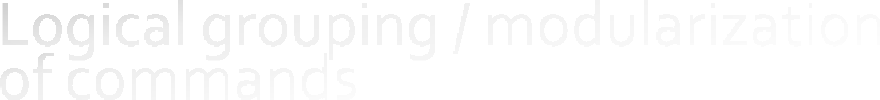 Logical grouping / modularization
of commands